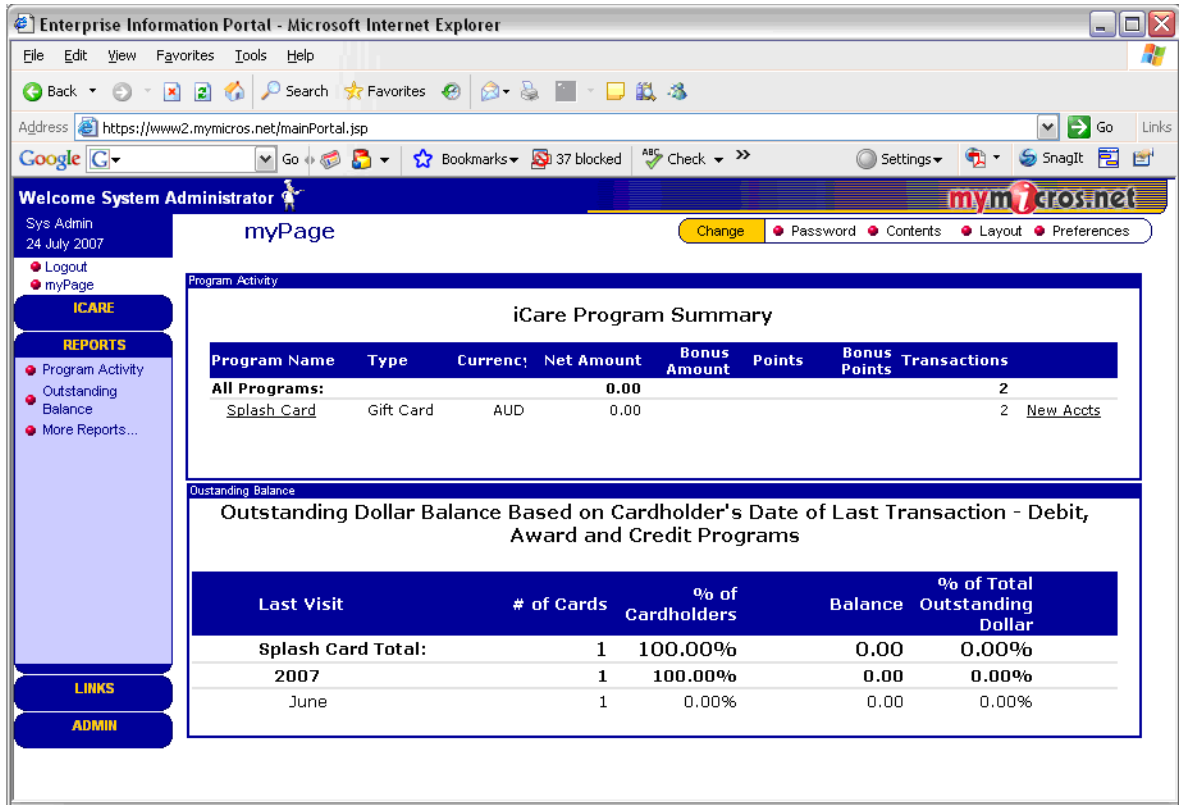 Enterprise Information Portal - Microsoft Internet Explorer
File Edit View Favorites Tools Help
Back Search Favorites
Address https://www2.mymicros.net/mainPortal.jsp Go Links
Google G Go Bookmarks 37 blocked ABC Check » Settings SnagIt
Welcome System Administrator mymicros.net
Sys Admin
24 July 2007
myPage Change Password Contents Layout Preferences
Logout
myPage
ICARE
REPORTS
Program Activity
Outstanding
Balance
More Reports...
LINKS
ADMIN
Program Activity
iCare Program Summary
Program Name Type Currency Net Amount Bonus Amount Points Bonus Points Transactions
All Programs: 0.00 2
Splash Card Gift Card AUD 0.00 2 New Accts
Oustanding Balance
Outstanding Dollar Balance Based on Cardholder's Date of Last Transaction - Debit,
Award and Credit Programs
Last Visit # of Cards % of Cardholders Balance % of Total Outstanding Dollar
Splash Card Total: 1 100.00% 0.00 0.00%
2007 1 100.00% 0.00 0.00%
June 1 0.00% 0.00 0.00%